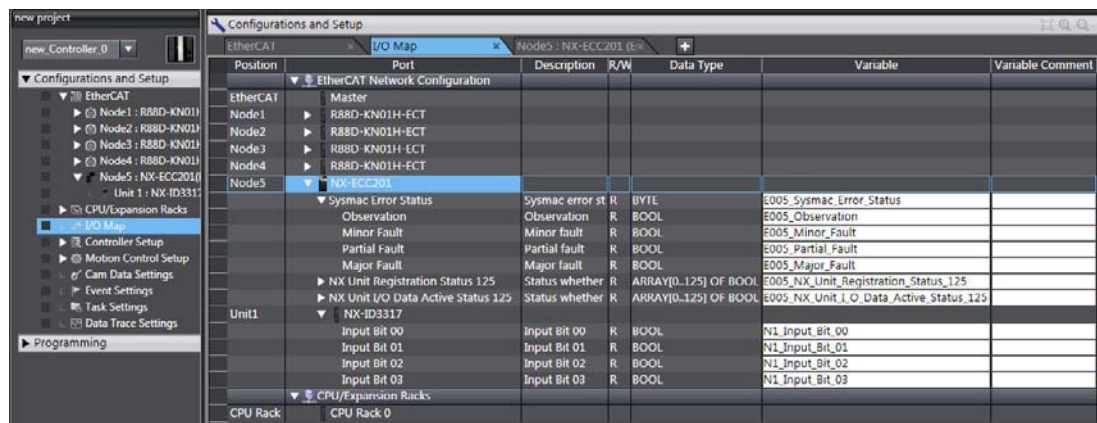 new project
new_Controller_0
Configurations and Setup
EtherCAT
Node1 : R88D-KN01H
Node2 : R88D-KN01H
Node3 : R88D-KN01H
Node4 : R88D-KN01H
Node5 : NX-ECC201(
Unit 1 : NX-ID3317
CPU/Expansion Racks
I/O Map
Controller Setup
Motion Control Setup
Cam Data Settings
Event Settings
Task Settings
Data Trace Settings
Programming
Configurations and Setup
EtherCAT I/O Map Node5 : NX-ECC201 (E
Position Port Description R/W Data Type Variable Variable Comment
EtherCAT Network Configuration
EtherCAT Master
Node1 R88D-KN01H-ECT
Node2 R88D-KN01H-ECT
Node3 R88D-KN01H-ECT
Node4 R88D-KN01H-ECT
Node5 NX-ECC201
Sysmac Error Status Sysmac error st R BYTE E005_Sysmac_Error_Status
Observation Observation R BOOL E005_Observation
Minor Fault Minor fault R BOOL E005_Minor_Fault
Partial Fault Partial fault R BOOL E005_Partial_Fault
Major Fault Major fault R BOOL E005_Major_Fault
NX Unit Registration Status 125 Status whether R ARRAY[0..125] OF BOOL E005_NX_Unit_Registration_Status_125
NX Unit I/O Data Active Status 125 Status whether R ARRAY[0..125] OF BOOL E005_NX_Unit_I_O_Data_Active_Status_125
Unit1 NX-ID3317
Input Bit 00 Input Bit 00 R BOOL N1_Input_Bit_00
Input Bit 01 Input Bit 01 R BOOL N1_Input_Bit_01
Input Bit 02 Input Bit 02 R BOOL N1_Input_Bit_02
Input Bit 03 Input Bit 03 R BOOL N1_Input_Bit_03
CPU/Expansion Racks
CPU Rack CPU Rack 0